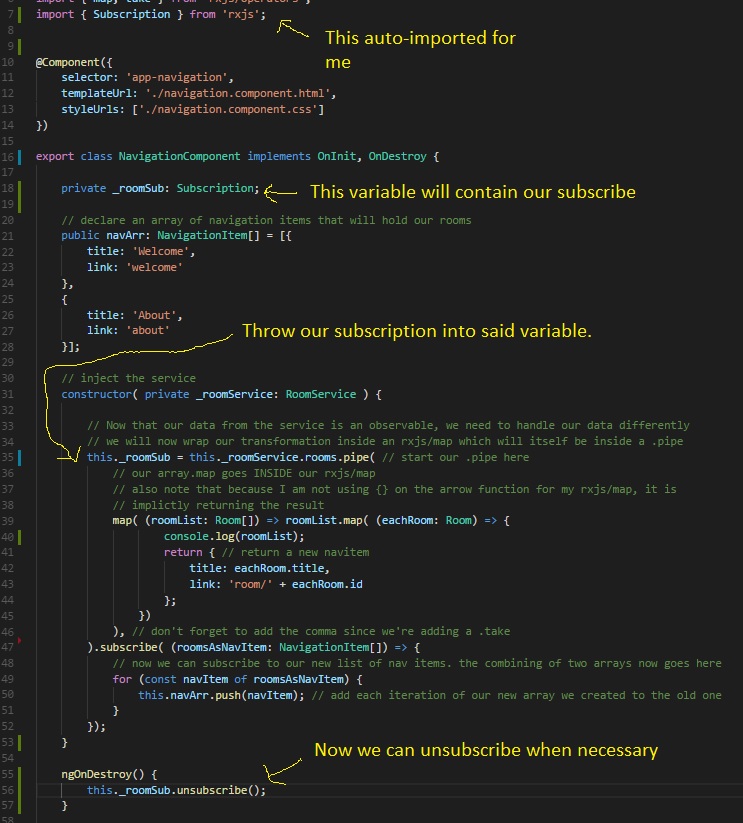 6 import { map, take } from 'rxjs/operators';
7 import { Subscription } from 'rxjs';
8
This auto-imported for
me
9
10 @Component({
11 selector: 'app-navigation',
12 templateUrl: './navigation.component.html',
13 styleUrls: ['./navigation.component.css']
14 })
15
16 export class NavigationComponent implements OnInit, OnDestroy {
17
18 private _roomSub: Subscription;
This variable will contain our subscribe
19
20 // declare an array of navigation items that will hold our rooms
21 public navArr: NavigationItem[] = [{
22 title: 'Welcome',
23 link: 'welcome'
24 },
25 {
26 title: 'About',
27 link: 'about'
Throw our subscription into said variable.
28 }];
29
30 // inject the service
31 constructor( private _roomService: RoomService ) {
32
33 // Now that our data from the service is an observable, we need to handle our data differently
34 // we will now wrap our transformation inside an rxjs/map which will itself be inside a .pipe
35 this._roomSub = this._roomService.rooms.pipe( // start our .pipe here
36 // our array.map goes INSIDE our rxjs/map
37 // also note that because I am not using {} on the arrow function for my rxjs/map, it is
38 // implicitly returning the result
39 map( (roomList: Room[]) => roomList.map( (eachRoom: Room) => {
40 console.log(roomList);
41 return { // return a new navitem
42 title: eachRoom.title,
43 link: 'room/' + eachRoom.id
44 };
45 })
46 ), // don't forget to add the comma since we're adding a .take
47 ).subscribe( (roomsAsNavItem: NavigationItem[]) => {
48 // now we can subscribe to our new list of nav items. the combining of two arrays now goes here
49 for (const navItem of roomsAsNavItem) {
50 this.navArr.push(navItem); // add each iteration of our new array we created to the old one
51 }
52 });
53 }
Now we can unsubscribe when necessary
54
55 ngOnDestroy() {
56 this._roomSub.unsubscribe();
57 }
58